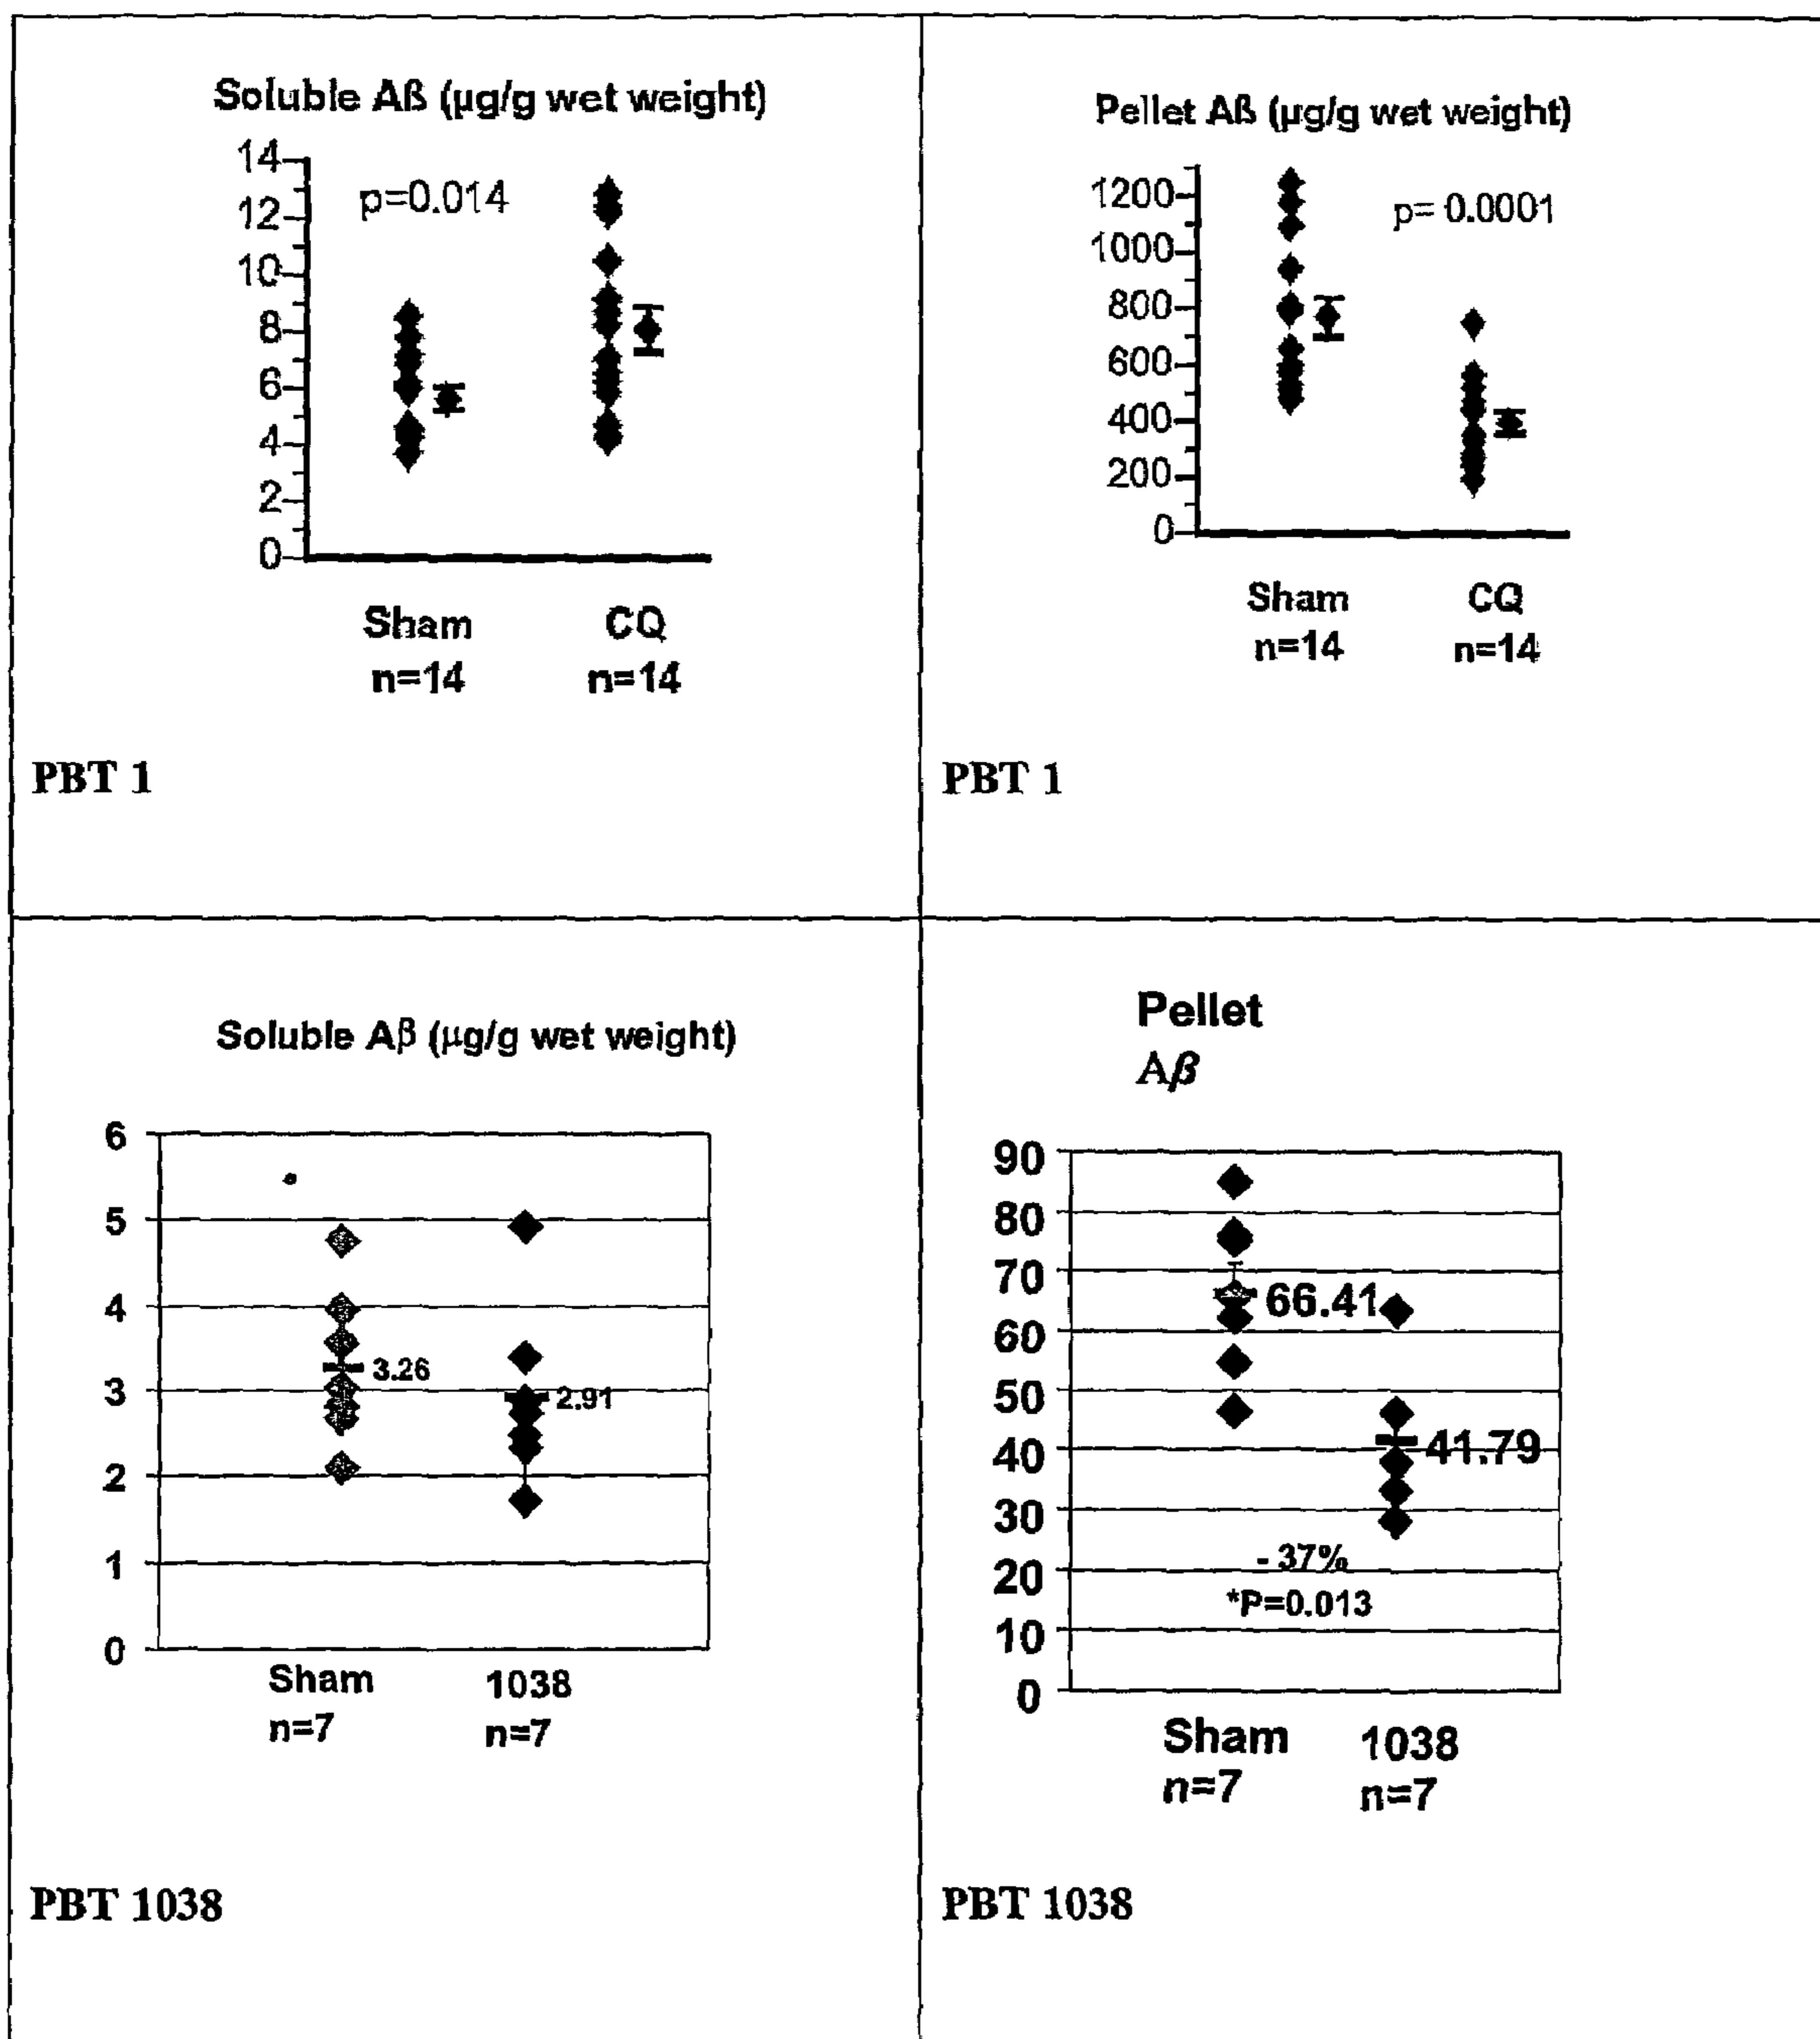 Soluble Aß (µg/g wet weight)
14
12
10
8
6
4
2
0
p=0.014
Sham
n=14
CQ
n=14
PBT 1
Pellet Aß (µg/g wet weight)
1200
1000
800
600
400
200
0
p= 0.0001
Sham
n=14
CQ
n=14
PBT 1
Soluble Aβ (µg/g wet weight)
6
5
4
3
2
1
0
3.26
2.91
Sham
n=7
1038
n=7
PBT 1038
Pellet
Aβ
90
80
70
60
50
40
30
20
10
0
66.41
41.79
- 37%
*P=0.013
Sham
n=7
1038
n=7
PBT 1038